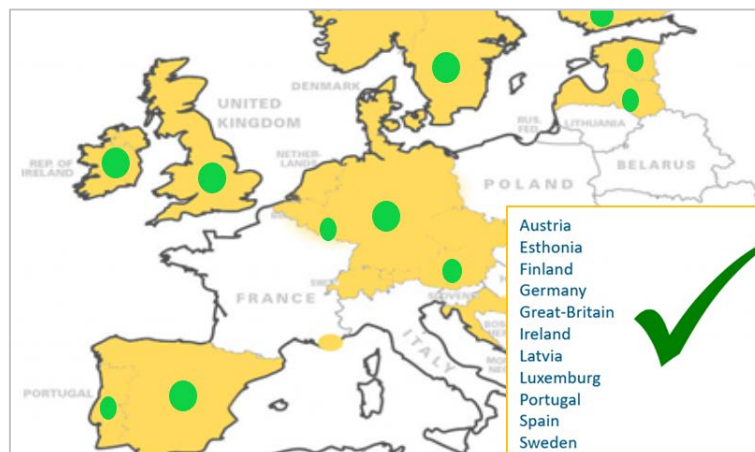 DENMARK
UNITED
KINGDOM
RUS.
FED.
LITHUANIA
BELARUS
REP. OF
IRELAND
NETHER-
LANDS
POLAND
FRANCE
ITALY
PORTUGAL
Austria
Esthonia
Finland
Germany
Great-Britain
Ireland
Latvia
Luxemburg
Portugal
Spain
Sweden